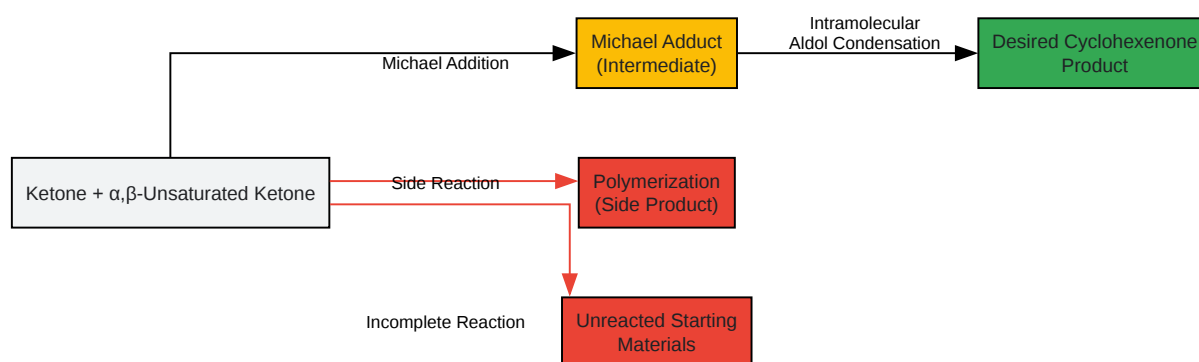 Intramolecular
Aldol Condensation
Michael Adduct
(Intermediate)
Desired Cyclohexenone
Product
Michael Addition
Ketone + α,β-Unsaturated Ketone
Side Reaction
Polymerization
(Side Product)
Incomplete Reaction
Unreacted Starting
Materials